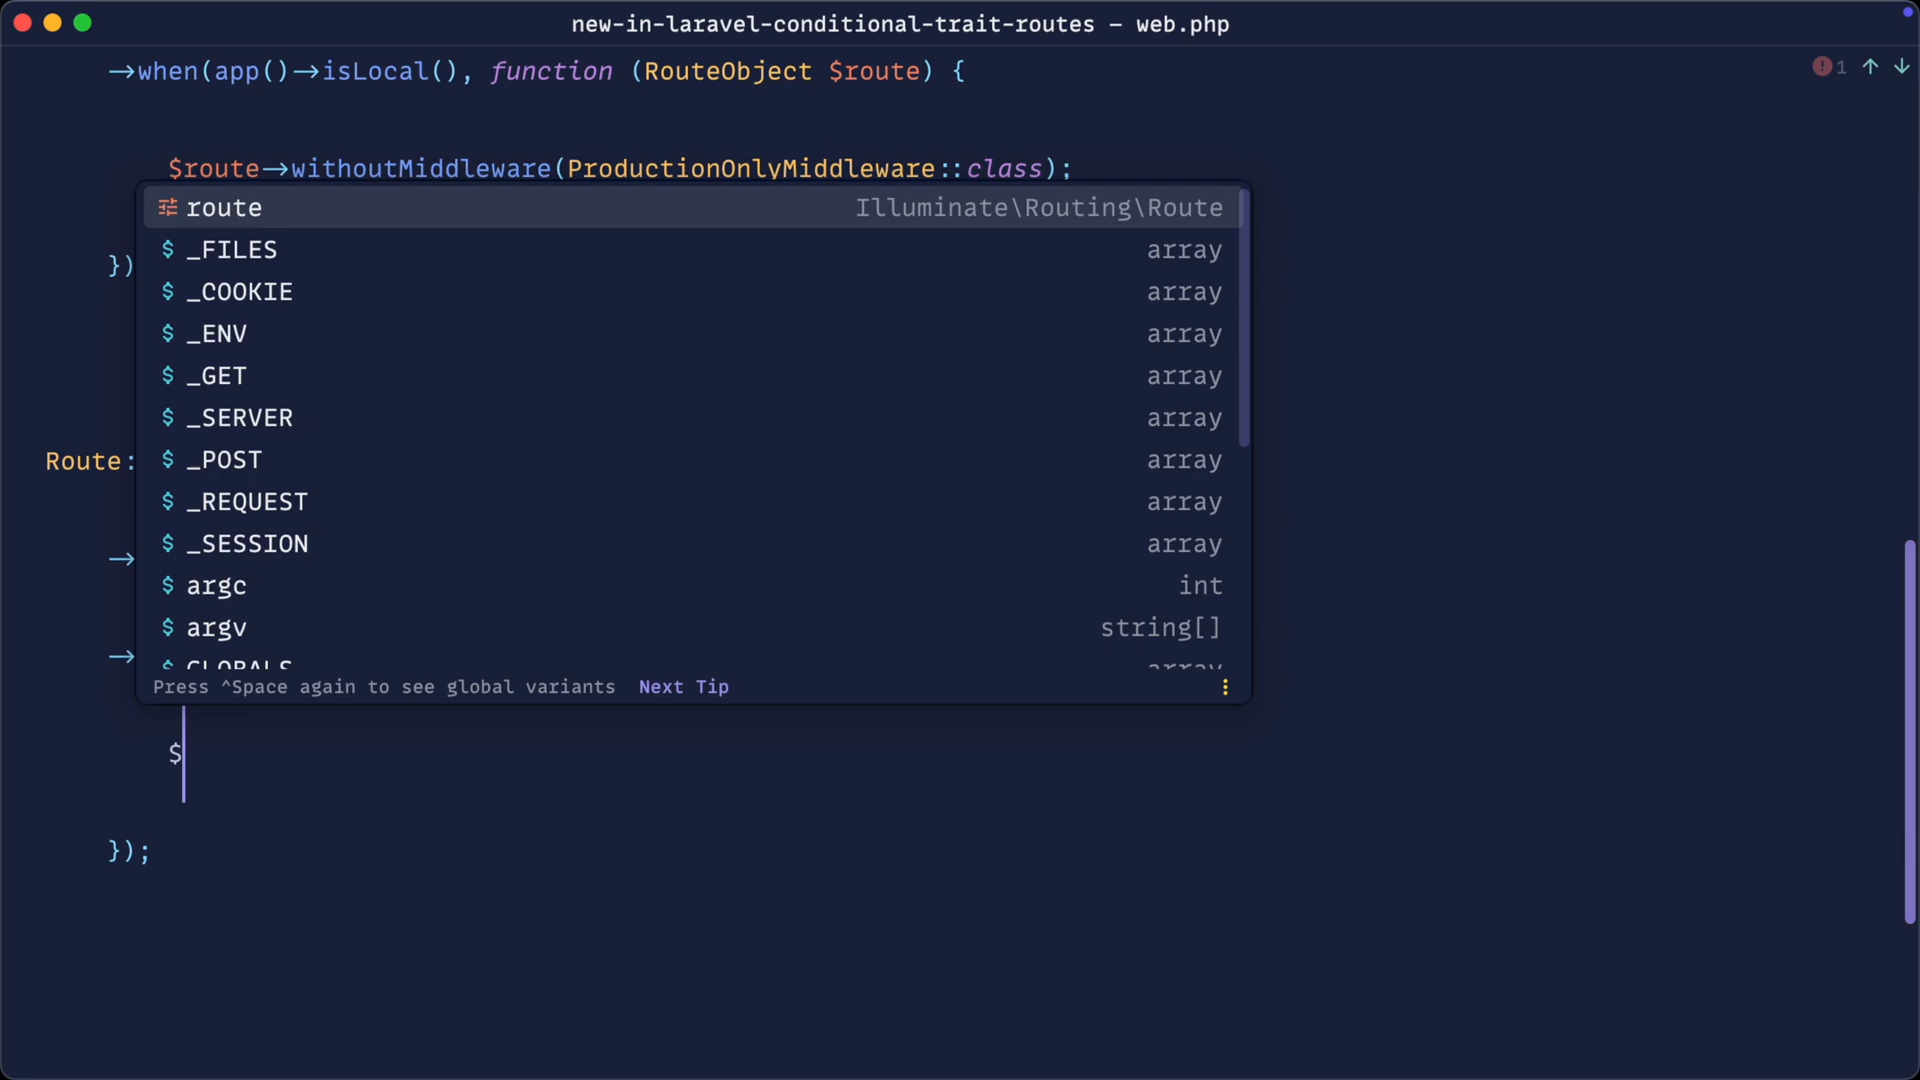 new-in-laravel-conditional-trait-routes – web.php
→when(app()→isLocal(), function (RouteObject $route) {
1
$route→withoutMiddleware(ProductionOnlyMiddleware::class);
route Illuminate\Routing\Route
$ _FILES array
})
$ _COOKIE array
$ _ENV array
$ _GET array
$ _SERVER array
Route:
$ _POST array
$ _REQUEST array
$ _SESSION array
→
$ argc int
$ argv string[]
→
$ GLOBALS array
Press ^Space again to see global variants Next Tip
$
});